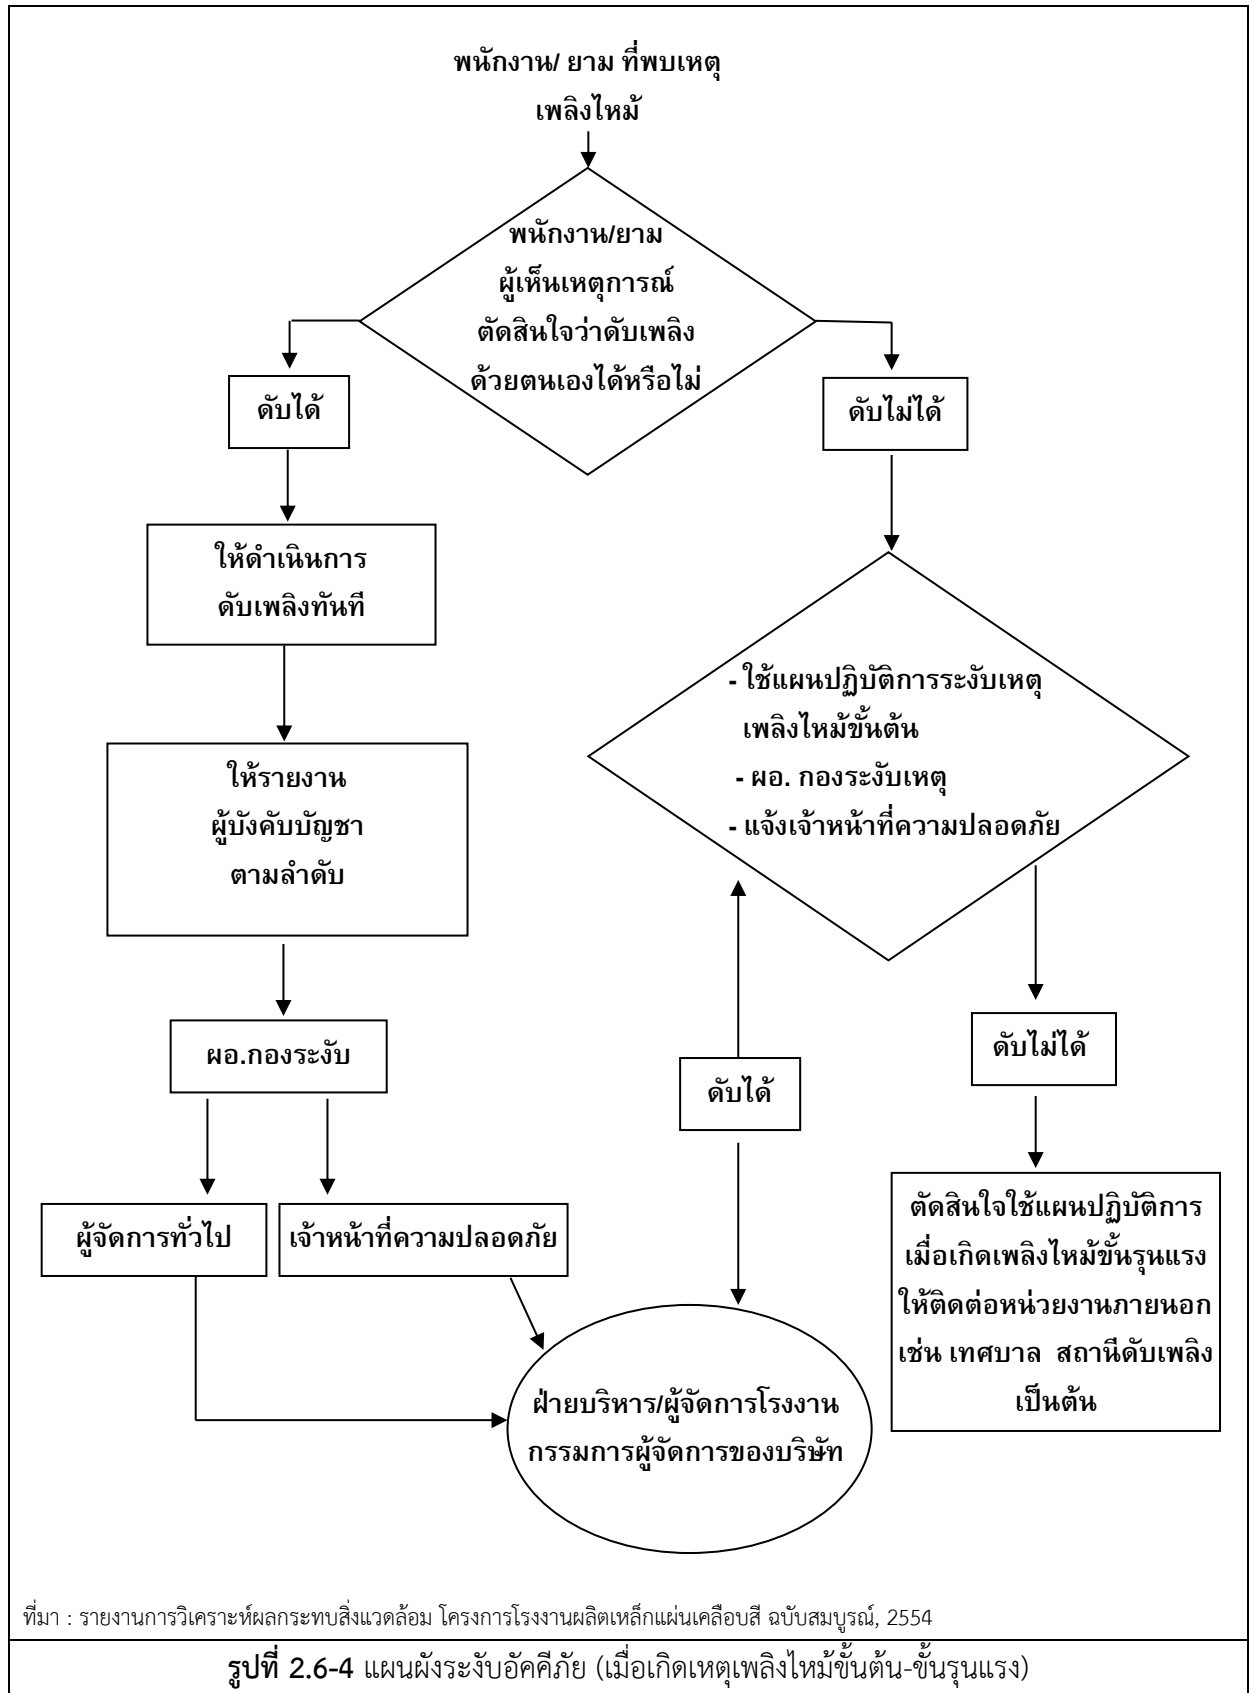 พนักงาน/ ยาม ที่พบเหตุ
เพลิงไหม้
พนักงาน/ยาม
ผู้เห็นเหตุการณ์
ตัดสินใจว่าดับเพลิง
ด้วยตนเองได้หรือไม่
ดับได้
ดับไม่ได้
ให้ดำเนินการ
ดับเพลิงทันที
- ใช้แผนปฏิบัติการระงับเหตุ
เพลิงไหม้ขั้นต้น
- ผอ. กองระงับเหตุ
- แจ้งเจ้าหน้าที่ความปลอดภัย
ให้รายงาน
ผู้บังคับบัญชา
ตามลำดับ
ผอ.กองระงับ
ดับได้
ดับไม่ได้
ผู้จัดการทั่วไป
เจ้าหน้าที่ความปลอดภัย
ตัดสินใจใช้แผนปฏิบัติการ
เมื่อเกิดเพลิงไหม้ขั้นรุนแรง
ให้ติดต่อหน่วยงานภายนอก
เช่น เทศบาล สถานีดับเพลิง
เป็นต้น
ฝ่ายบริหาร/ผู้จัดการโรงงาน
กรรมการผู้จัดการของบริษัท
ที่มา : รายงานการวิเคราะห์ผลกระทบสิ่งแวดล้อม โครงการโรงงานผลิตเหล็กแผ่นเคลือบสี ฉบับสมบูรณ์, 2554
รูปที่ 2.6-4 แผนผังระงับอัคคีภัย (เมื่อเกิดเหตุเพลิงไหม้ขั้นต้น-ขั้นรุนแรง)